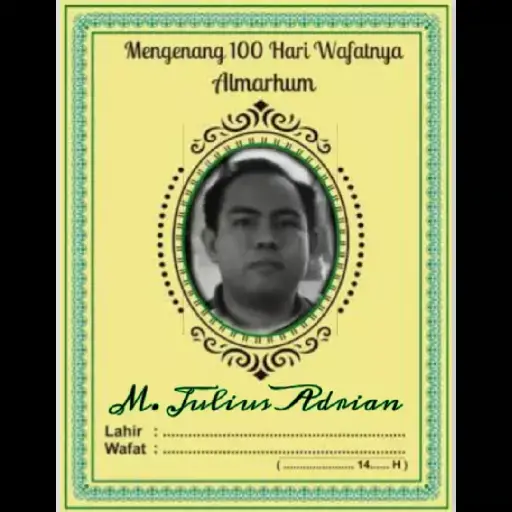 Mengenang 100 Hari Wafatnya
Almarhum
M. Julius Adrian
Lahir : ......................................................
Wafat : ......................................................
( ...................... 14...... H )